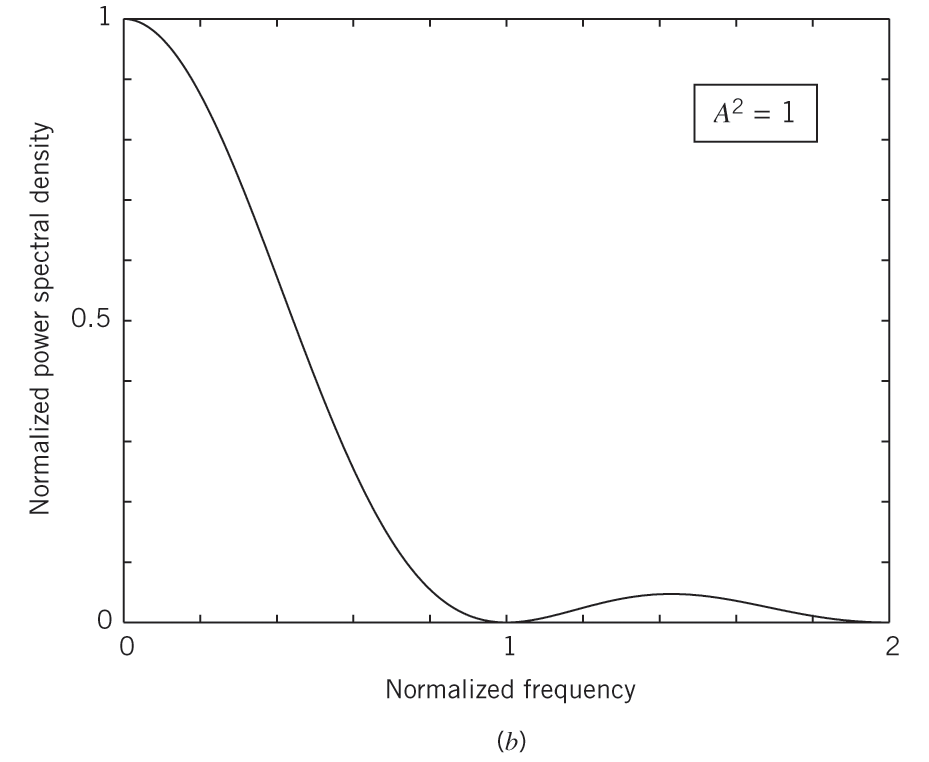 1
A² = 1
Normalized power spectral density
0.5
0
0
1
2
Normalized frequency
(b)